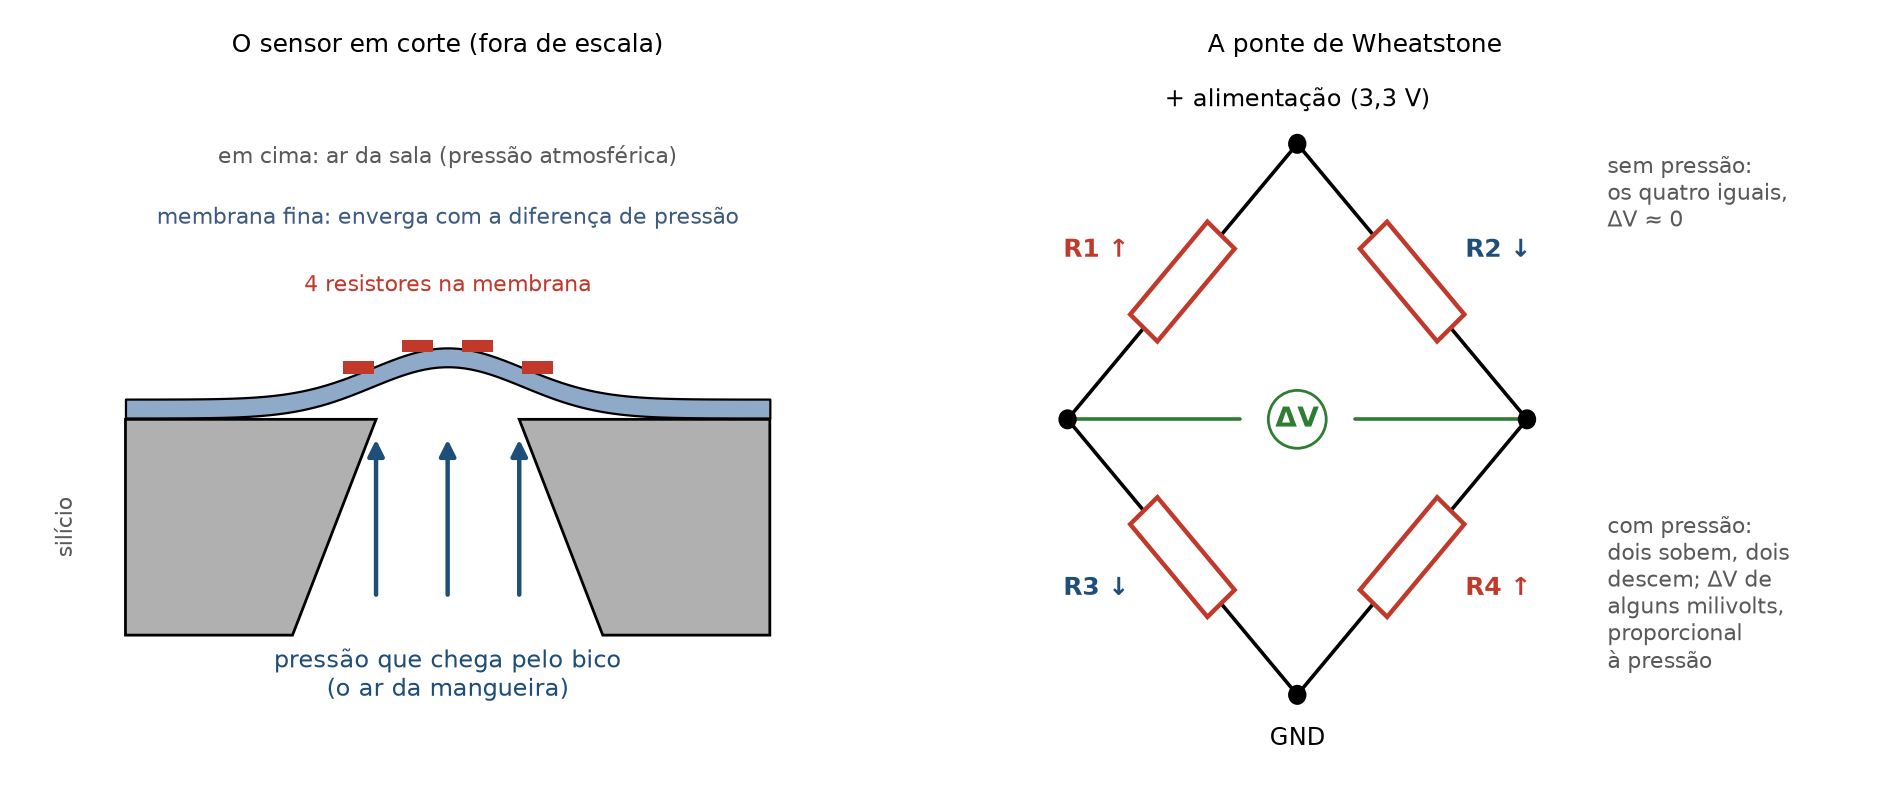 O sensor em corte (fora de escala)
em cima: ar da sala (pressão atmosférica)
membrana fina: enverga com a diferença de pressão
4 resistores na membrana
silício
pressão que chega pelo bico
(o ar da mangueira)
A ponte de Wheatstone
+ alimentação (3,3 V)
R1 ↑
R2 ↓
sem pressão:
os quatro iguais,
ΔV ≈ 0
ΔV
R3 ↓
R4 ↑
com pressão:
dois sobem, dois
descem; ΔV de
alguns milivolts,
proporcional
à pressão
GND